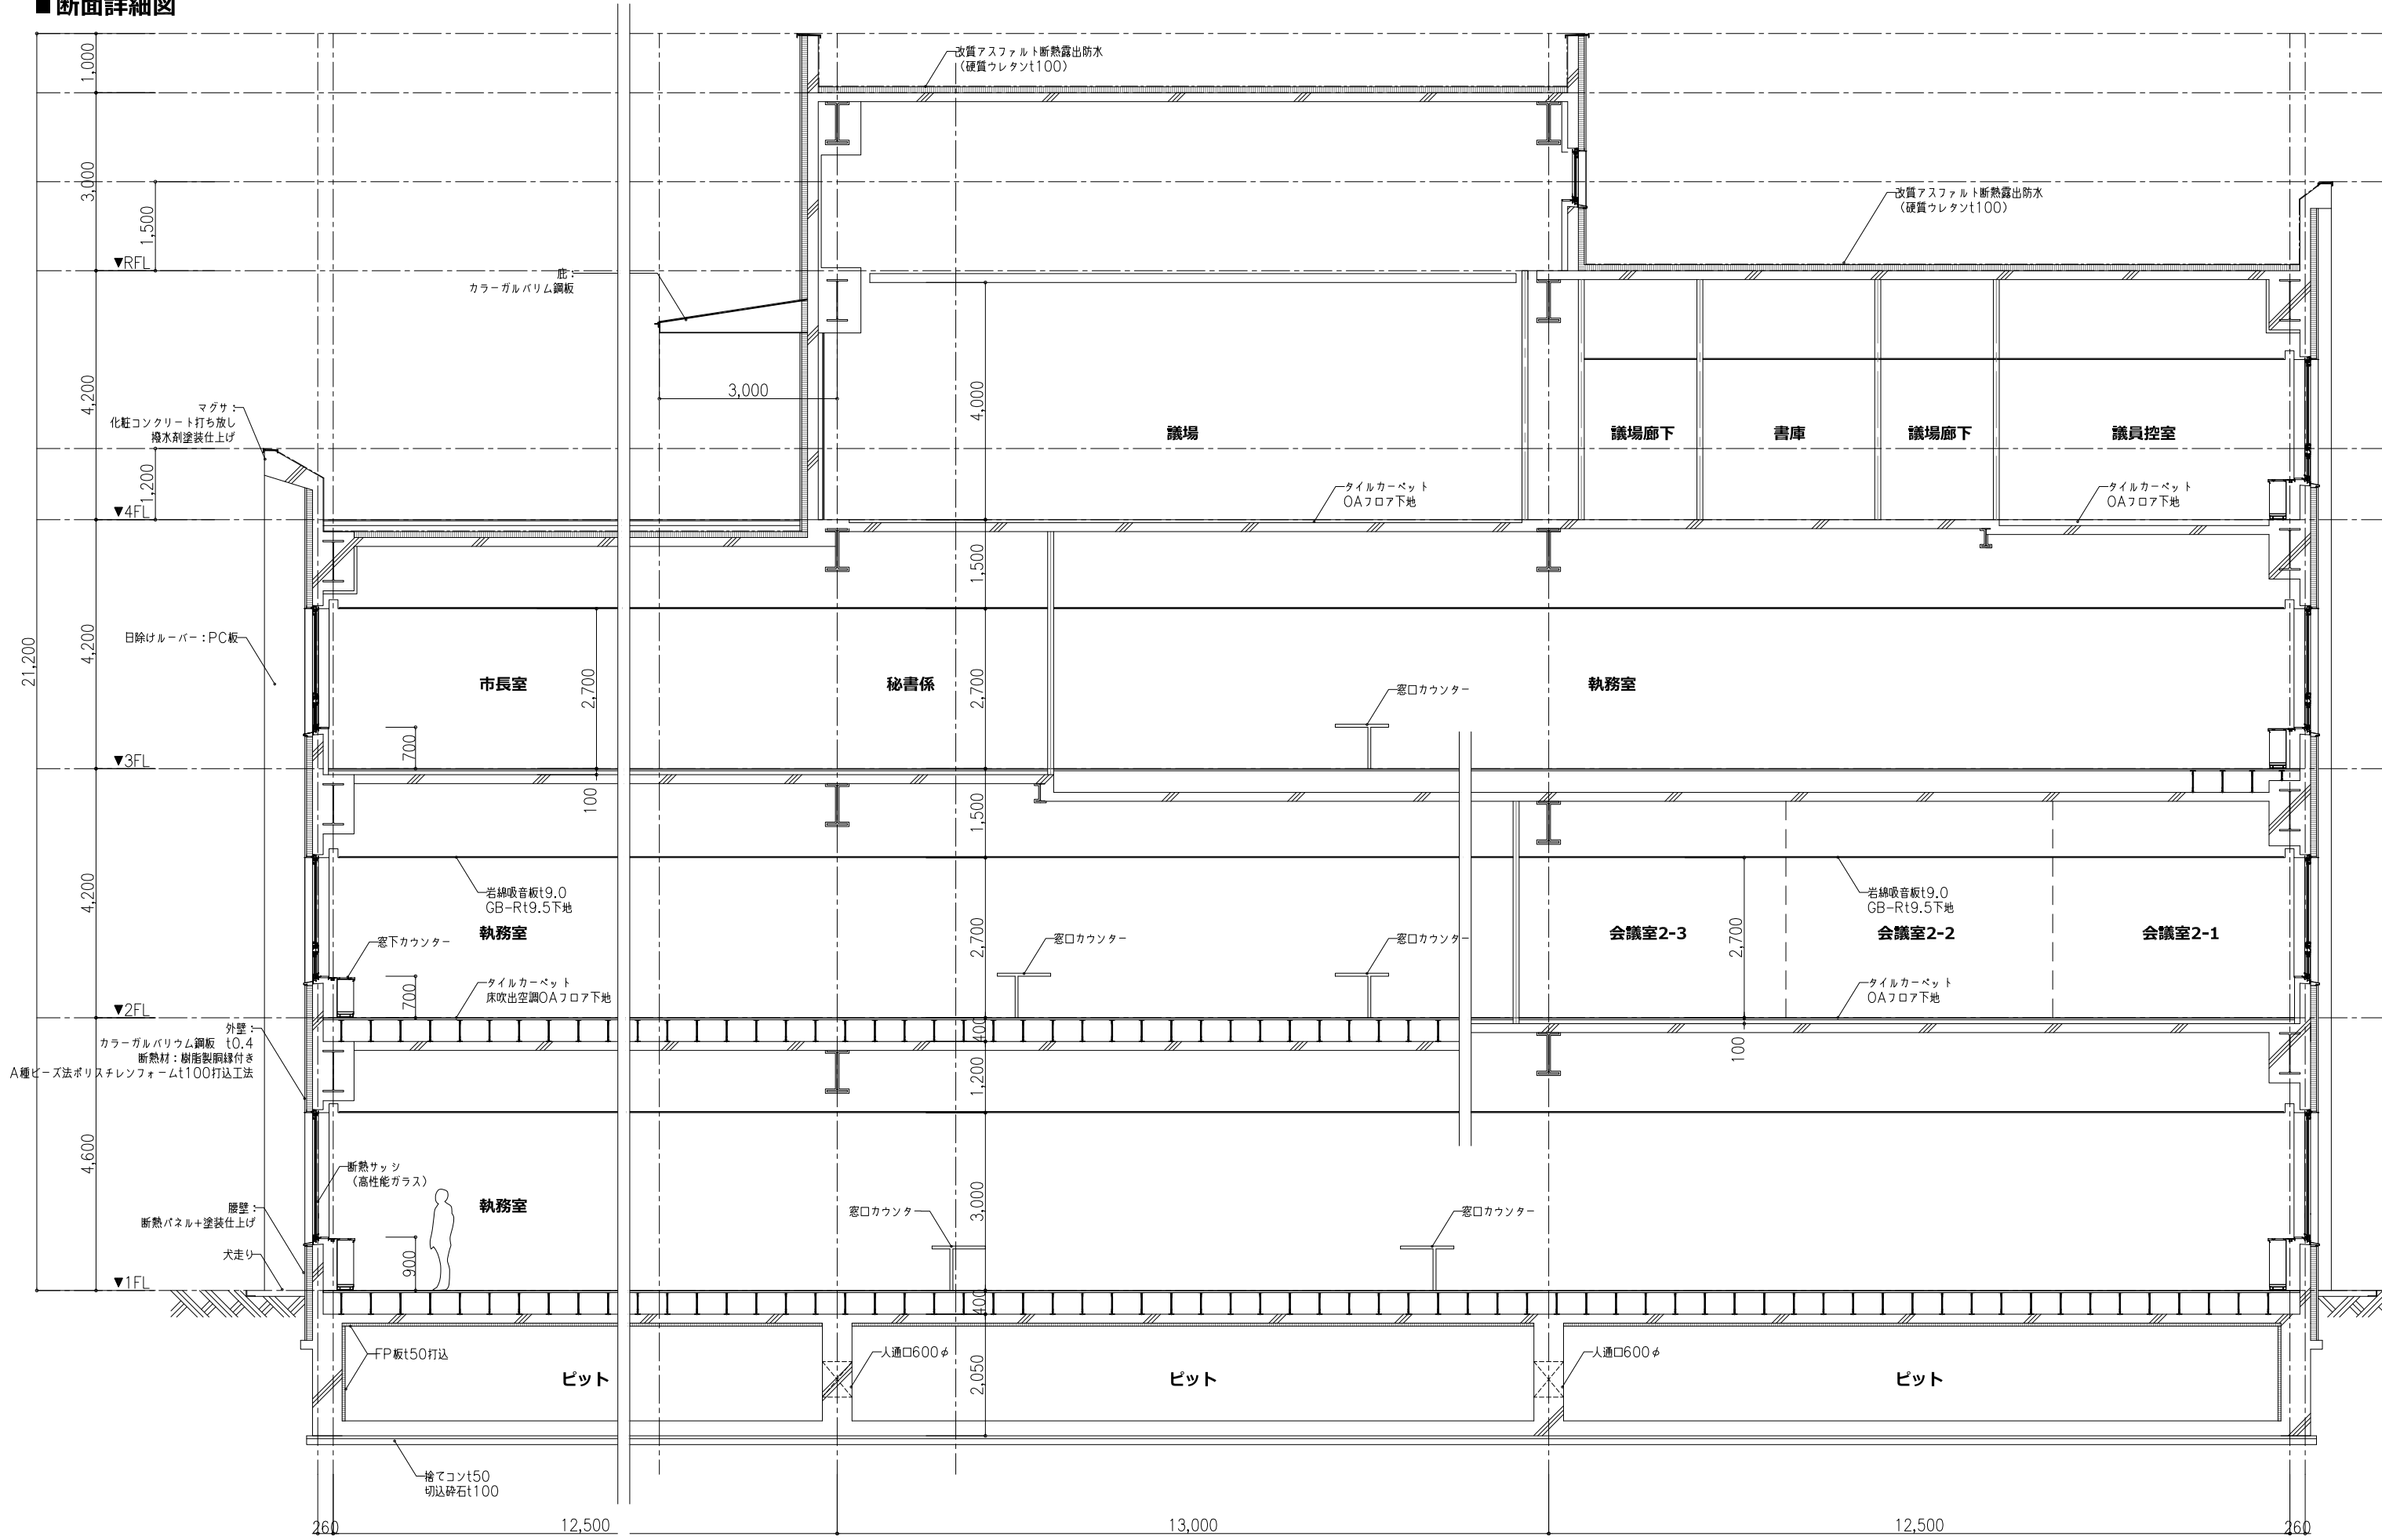 ■断面詳細図
1,000
改質アスファルト断熱露出防水
（硬質ウレタンt100）
3,000
1,500
改質アスファルト断熱露出防水
（硬質ウレタンt100）
▼RFL
庇：
カラーガルバリム鋼板
4,200
3,000
4,000
マグサ：
化粧コンクリート打ち放し
撥水剤塗装仕上げ
議場
議場廊下
書庫
議場廊下
議員控室
1,200
タイルカーペット
OAフロア下地
タイルカーペット
OAフロア下地
▼4FL
1,500
21,200
4,200
日除けルーバー：PC板
市長室
2,700
秘書係
2,700
執務室
窓口カウンター
700
▼3FL
100
1,500
4,200
岩綿吸音板t9.0
GB-Rt9.5下地
岩綿吸音板t9.0
GB-Rt9.5下地
執務室
窓下カウンター
2,700
窓口カウンター
窓口カウンター
会議室2-3
2,700
会議室2-2
会議室2-1
700
タイルカーペット
床吹出空調OAフロア下地
タイルカーペット
OAフロア下地
▼2FL
400
100
外壁：
カラーガルバリウム鋼板　t0.4
断熱材：樹脂製胴縁付き
A種ビーズ法ポリスチレンフォームt100打込工法
1,200
4,600
断熱サッシ
（高性能ガラス）
腰壁：
断熱パネル+塗装仕上げ
犬走り
執務室
900
窓口カウンター
3,000
窓口カウンター
▼1FL
400
FP板t50打込
ピット
人通口600φ
2,050
ピット
人通口600φ
ピット
捨てコンt50
切込砕石t100
260
12,500
13,000
12,500
260